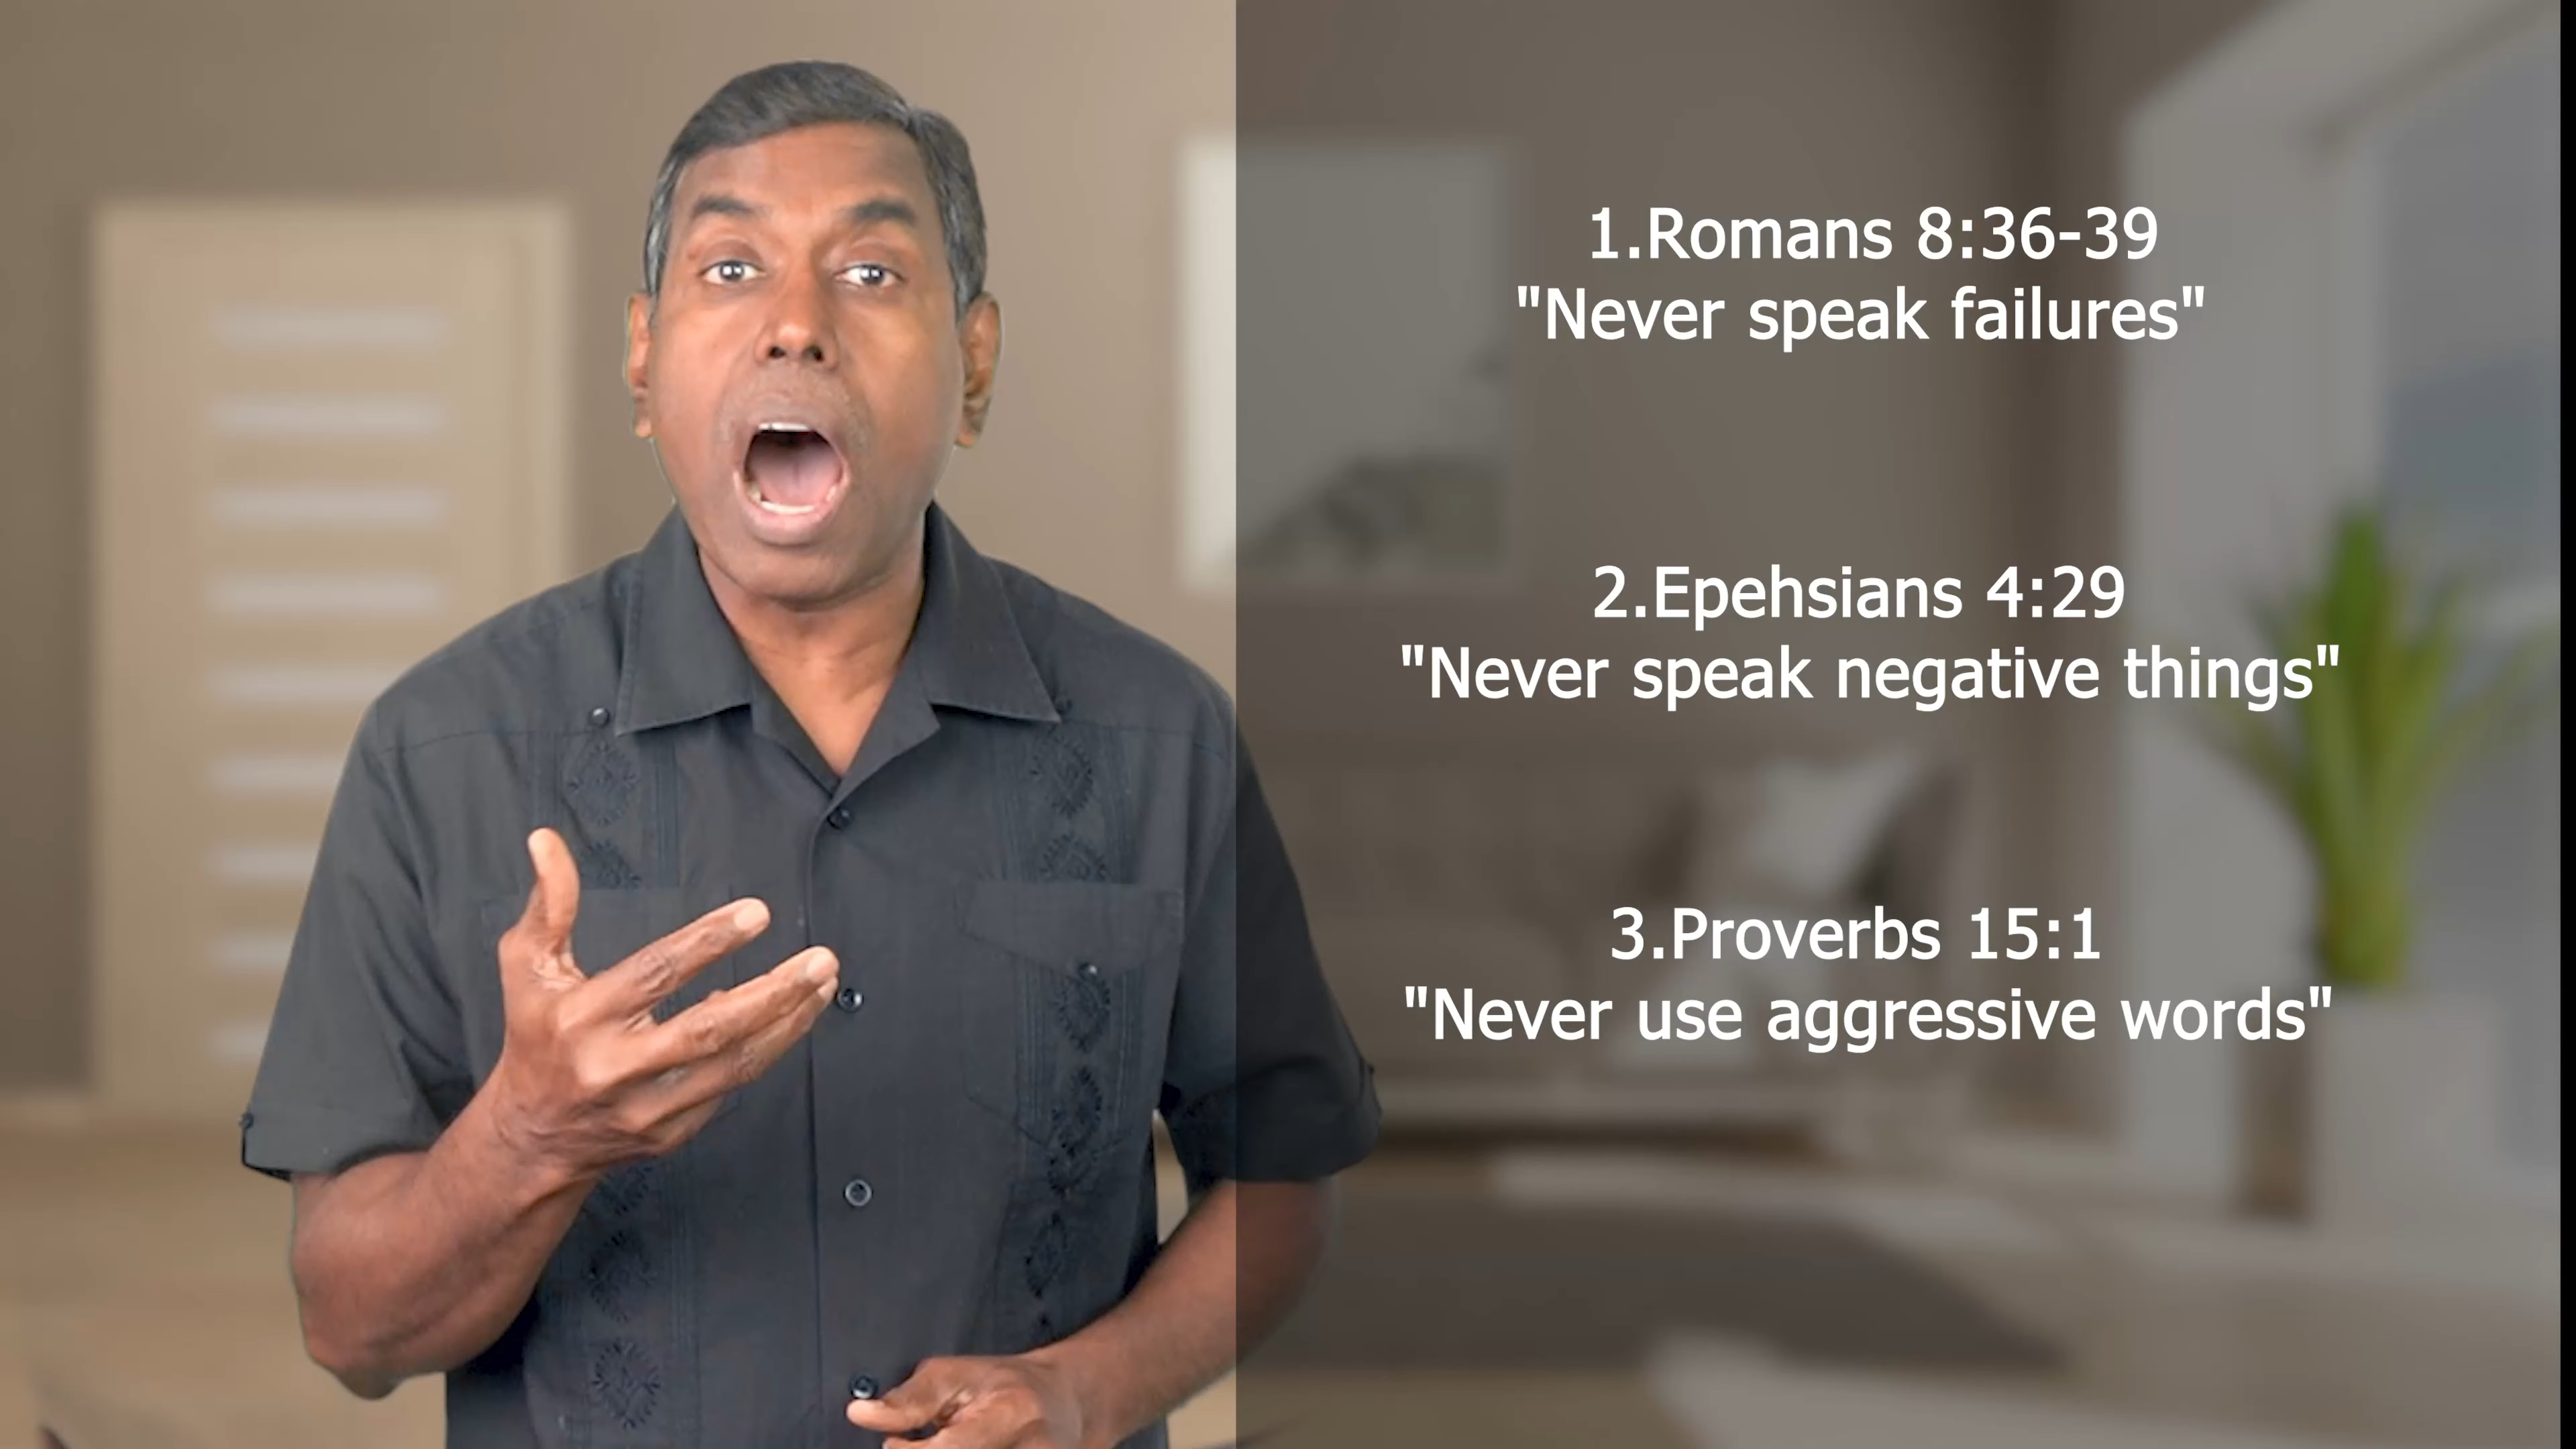 1.Romans 8:36-39
"Never speak failures"
2.Epehsians 4:29
"Never speak negative things"
3.Proverbs 15:1
"Never use aggressive words"